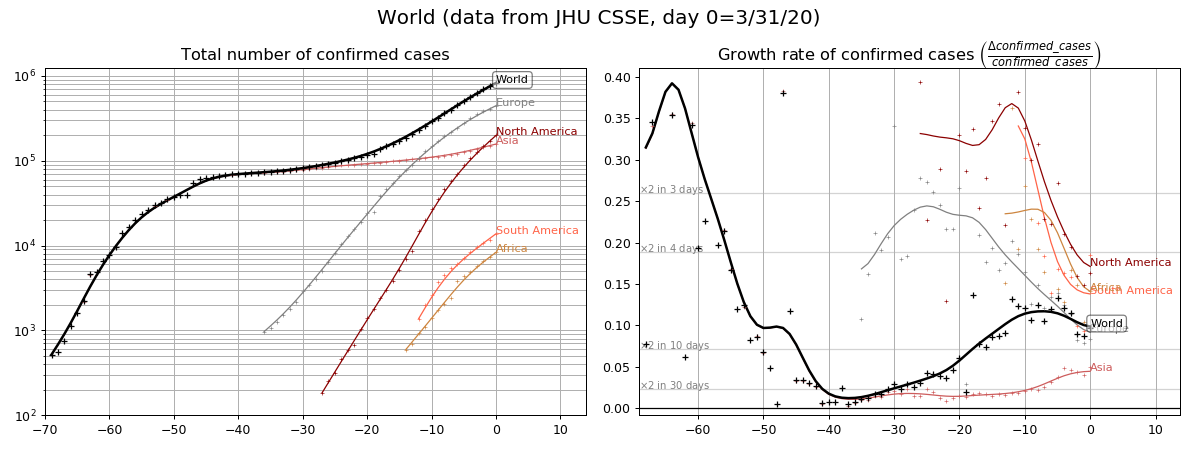 World (data from JHU CSSE, day 0=3/31/20)
Total number of confirmed cases
10^6
10^5
10^4
10^3
10^2
−70
−60
−50
−40
−30
−20
−10
0
10
World
Europe
North America
Asia
South America
Africa
Growth rate of confirmed cases (Δconfirmed_cases / confirmed_cases)
0.40
0.35
0.30
0.25
0.20
0.15
0.10
0.05
0.00
−60
−50
−40
−30
−20
−10
0
10
×2 in 3 days
×2 in 4 days
×2 in 10 days
×2 in 30 days
North America
Africa
South America
World
Asia